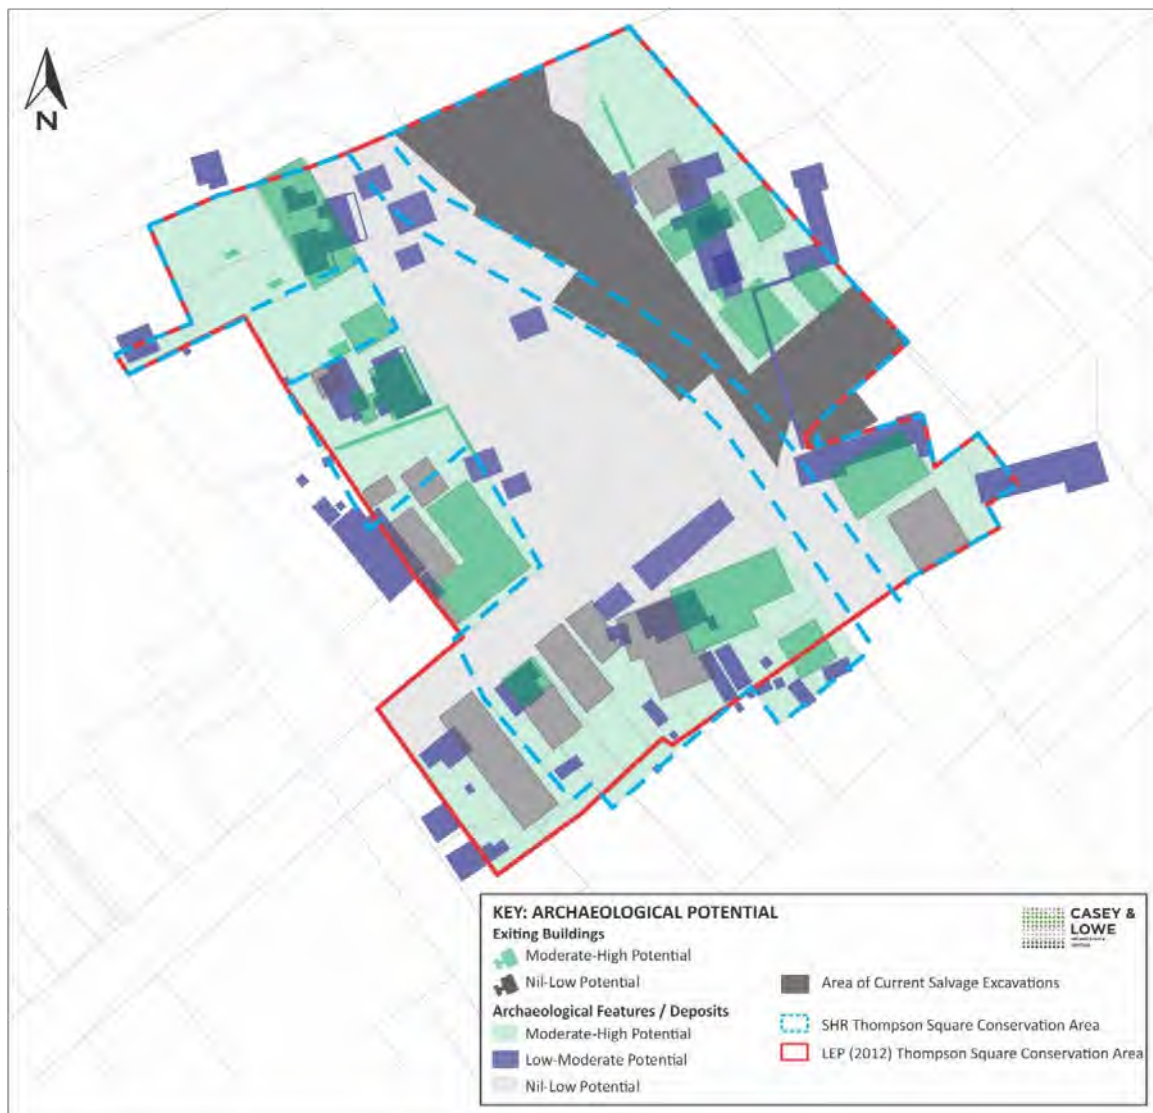 N
KEY: ARCHAEOLOGICAL POTENTIAL
Exiting Buildings
Moderate-High Potential
Nil-Low Potential
Archaeological Features / Deposits
Moderate-High Potential
Low-Moderate Potential
Nil-Low Potential
CASEY &
LOWE
Area of Current Salvage Excavations
SHR Thompson Square Conservation Area
LEP (2012) Thompson Square Conservation Area